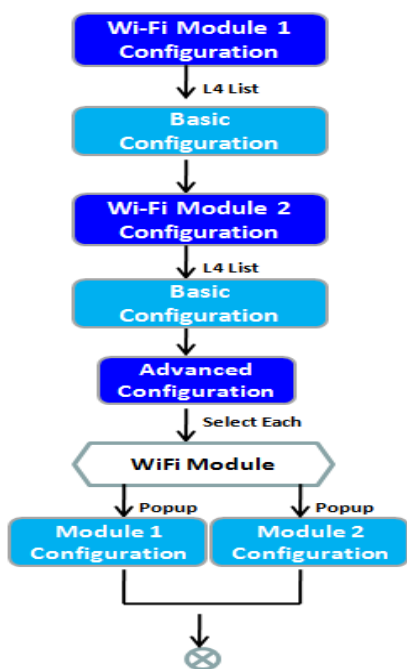 Wi-Fi Module 1
Configuration
L4 List
Basic
Configuration
Wi-Fi Module 2
Configuration
L4 List
Basic
Configuration
Advanced
Configuration
Select Each
WiFi Module
Popup
Popup
Module 1
Configuration
Module 2
Configuration